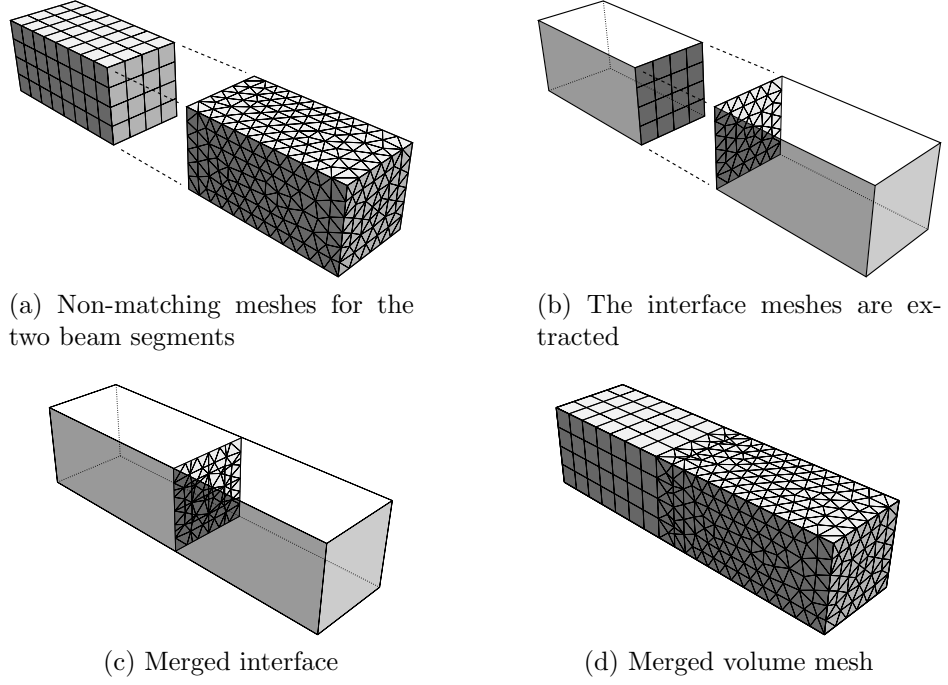 (a) Non-matching meshes for the
two beam segments
(b) The interface meshes are ex-
tracted
(c) Merged interface
(d) Merged volume mesh